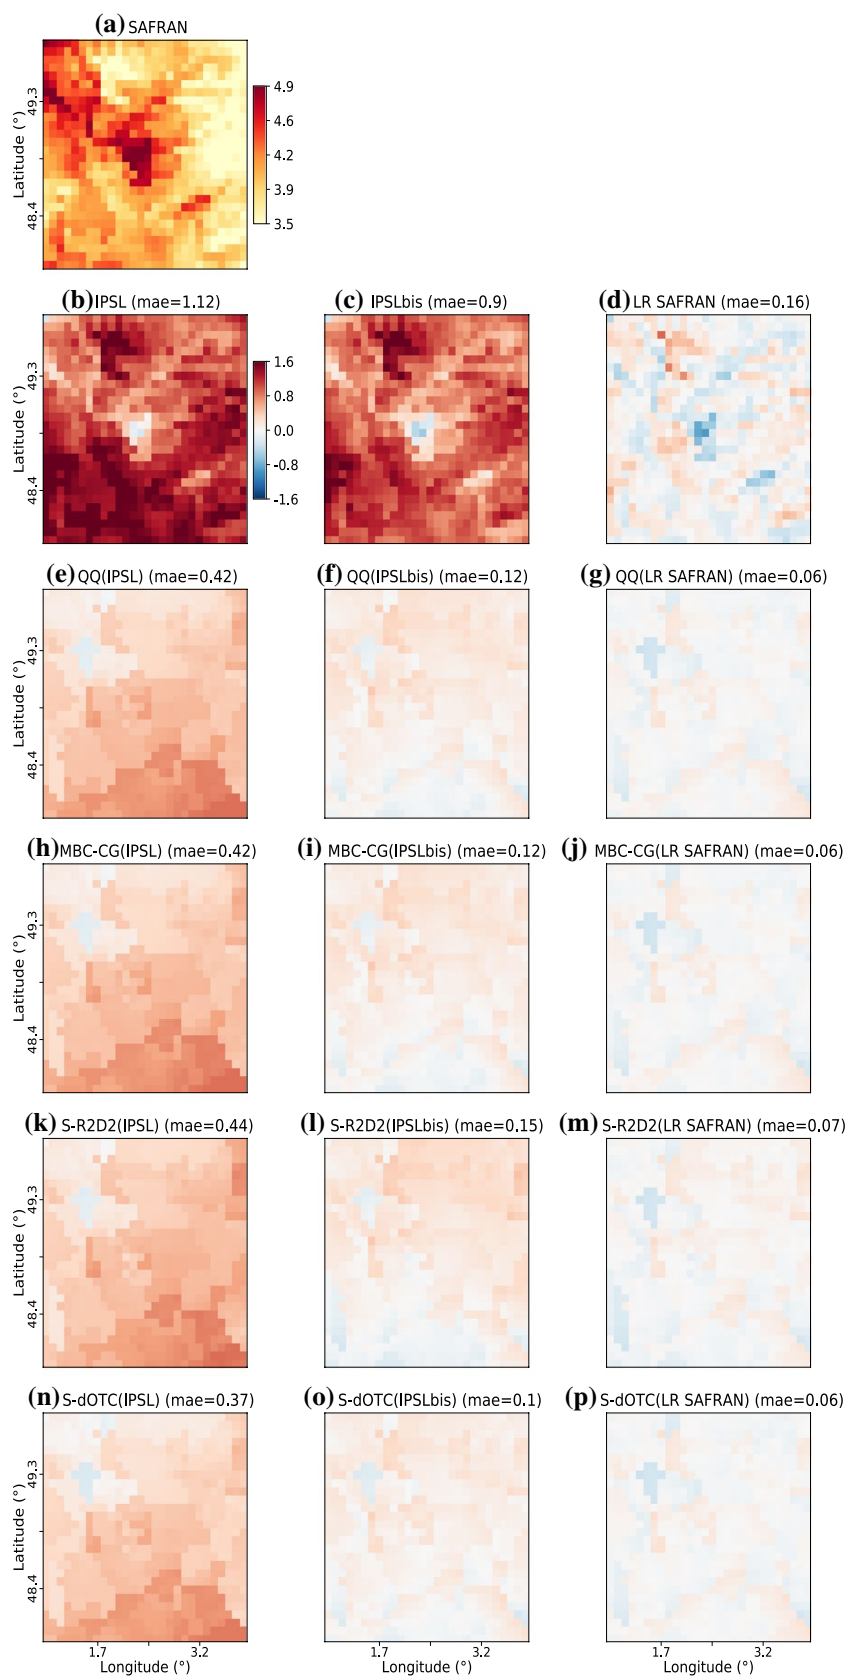 (a) SAFRAN
Latitude (°)
49.3
48.4
4.9
4.6
4.2
3.9
3.5
(b) IPSL (mae=1.12)
(c) IPSLbis (mae=0.9)
(d) LR SAFRAN (mae=0.16)
Latitude (°)
49.3
48.4
1.6
0.8
0.0
-0.8
-1.6
(e) QQ(IPSL) (mae=0.42)
(f) QQ(IPSLbis) (mae=0.12)
(g) QQ(LR SAFRAN) (mae=0.06)
Latitude (°)
49.3
48.4
(h) MBC-CG(IPSL) (mae=0.42)
(i) MBC-CG(IPSLbis) (mae=0.12)
(j) MBC-CG(LR SAFRAN) (mae=0.06)
Latitude (°)
49.3
48.4
(k) S-R2D2(IPSL) (mae=0.44)
(l) S-R2D2(IPSLbis) (mae=0.15)
(m) S-R2D2(LR SAFRAN) (mae=0.07)
Latitude (°)
49.3
48.4
(n) S-dOTC(IPSL) (mae=0.37)
(o) S-dOTC(IPSLbis) (mae=0.1)
(p) S-dOTC(LR SAFRAN) (mae=0.06)
Latitude (°)
49.3
48.4
1.7 3.2
1.7 3.2
1.7 3.2
Longitude (°)
Longitude (°)
Longitude (°)